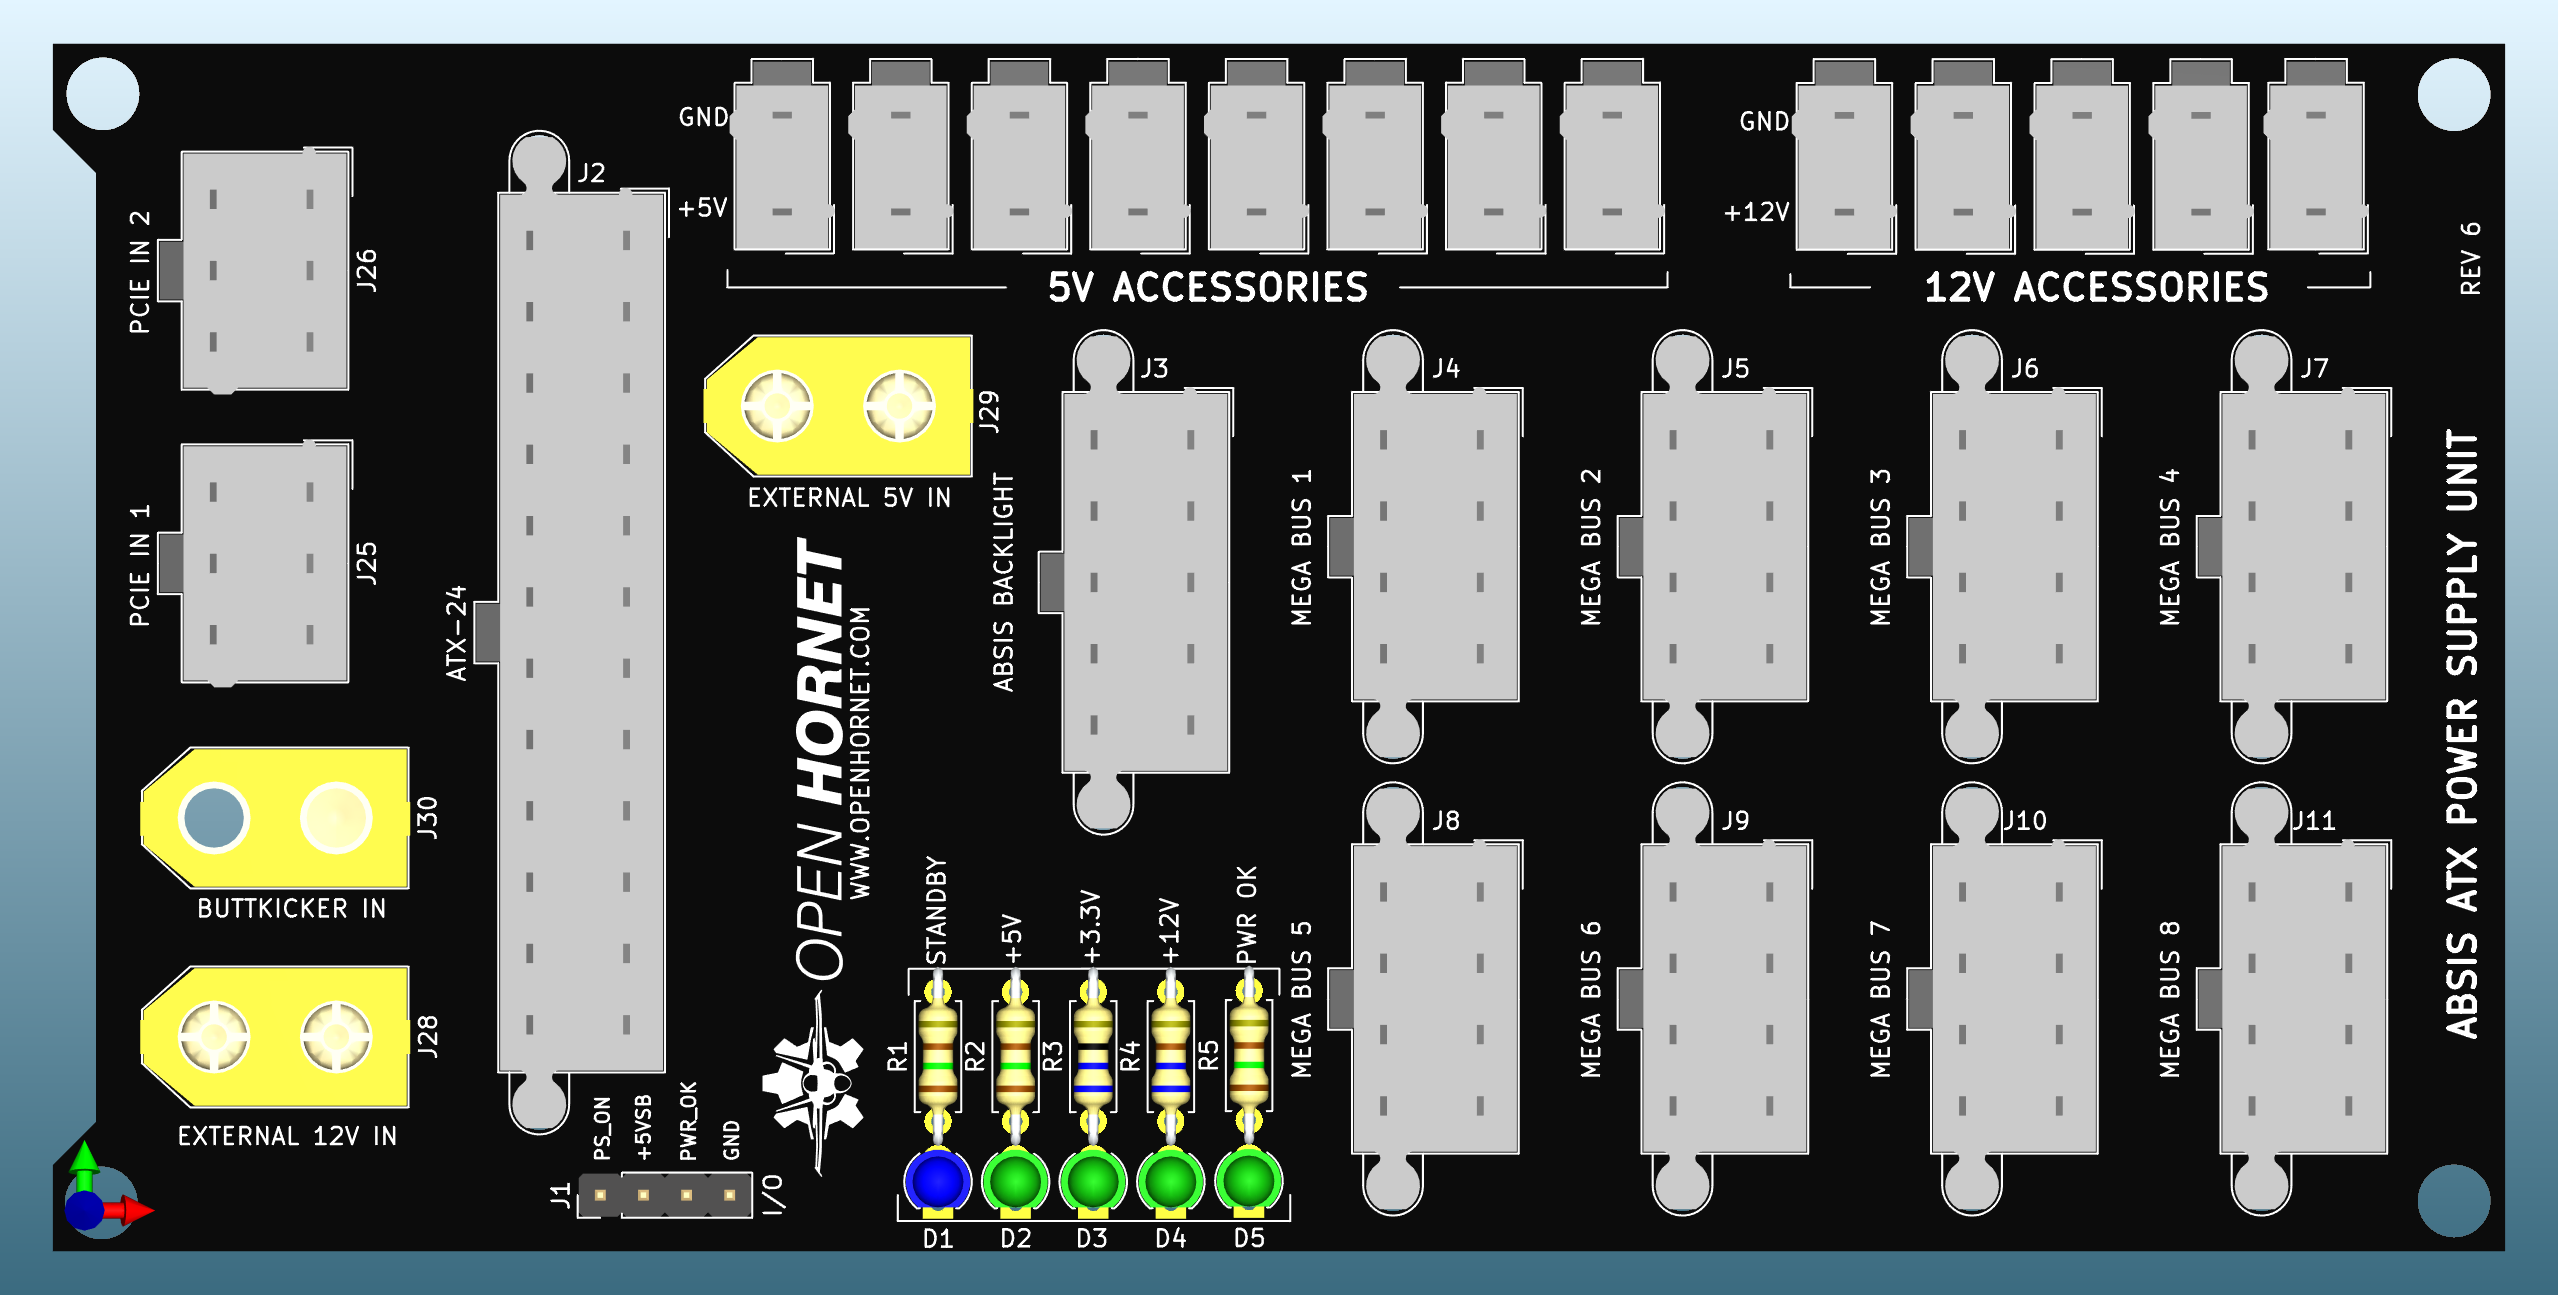 GND
+5V
5V ACCESSORIES
GND
+12V
12V ACCESSORIES
REV 6
PCIE IN 2
J26
PCIE IN 1
J25
J2
ATX-24
J29
EXTERNAL 5V IN
J30
BUTTKICKER IN
J28
EXTERNAL 12V IN
OPEN HORNET
WWW.OPENHORNET.COM
J3
ABSIS BACKLIGHT
J4
MEGA BUS 1
J5
MEGA BUS 2
J6
MEGA BUS 3
J7
MEGA BUS 4
J8
MEGA BUS 5
J9
MEGA BUS 6
J10
MEGA BUS 7
J11
MEGA BUS 8
ABSIS ATX POWER SUPPLY UNIT
STANDBY
+5V
+3.3V
+12V
PWR OK
R1
R2
R3
R4
R5
D1
D2
D3
D4
D5
PS_ON
+5VSB
PWR_OK
GND
J1
I/O